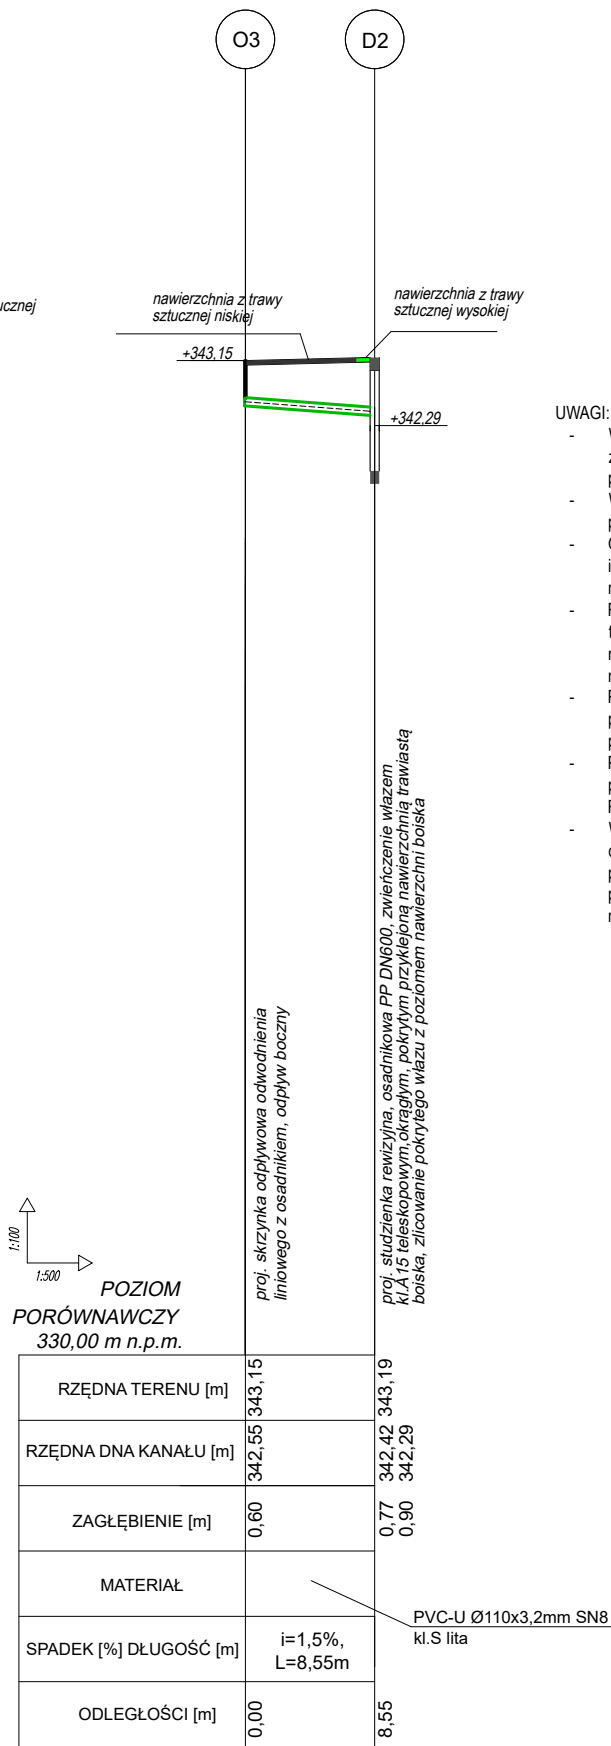 O3
D2
nawierzchnia z trawy
sztucznej niskiej
nawierzchnia z trawy
sztucznej wysokiej
+343,15
+342,29
UWAGI:
proj. skrzynka odpływowa odwodnienia
liniowego z osadnikiem, odpływ boczny
proj. studzienka rewizyjna, osadnikowa PP DN600, zwieńczenie włazem
kl.A15 teleskopowym,okrągłym, pokrytym przyklejoną nawierzchnią trawiastą
boiska, zlicowanie pokrytego włazu z poziomem nawierzchni boiska
1:100
1:500
POZIOM
PORÓWNAWCZY
330,00 m n.p.m.
RZĘDNA TERENU [m] 343,15 343,19
RZĘDNA DNA KANAŁU [m] 342,55 342,42 342,29
ZAGŁĘBIENIE [m] 0,60 0,77 0,90
MATERIAŁ
PVC-U Ø110x3,2mm SN8
kl.S lita
SPADEK [%] DŁUGOŚĆ [m] i=1,5%,
L=8,55m
ODLEGŁOŚCI [m] 0,00 8,55